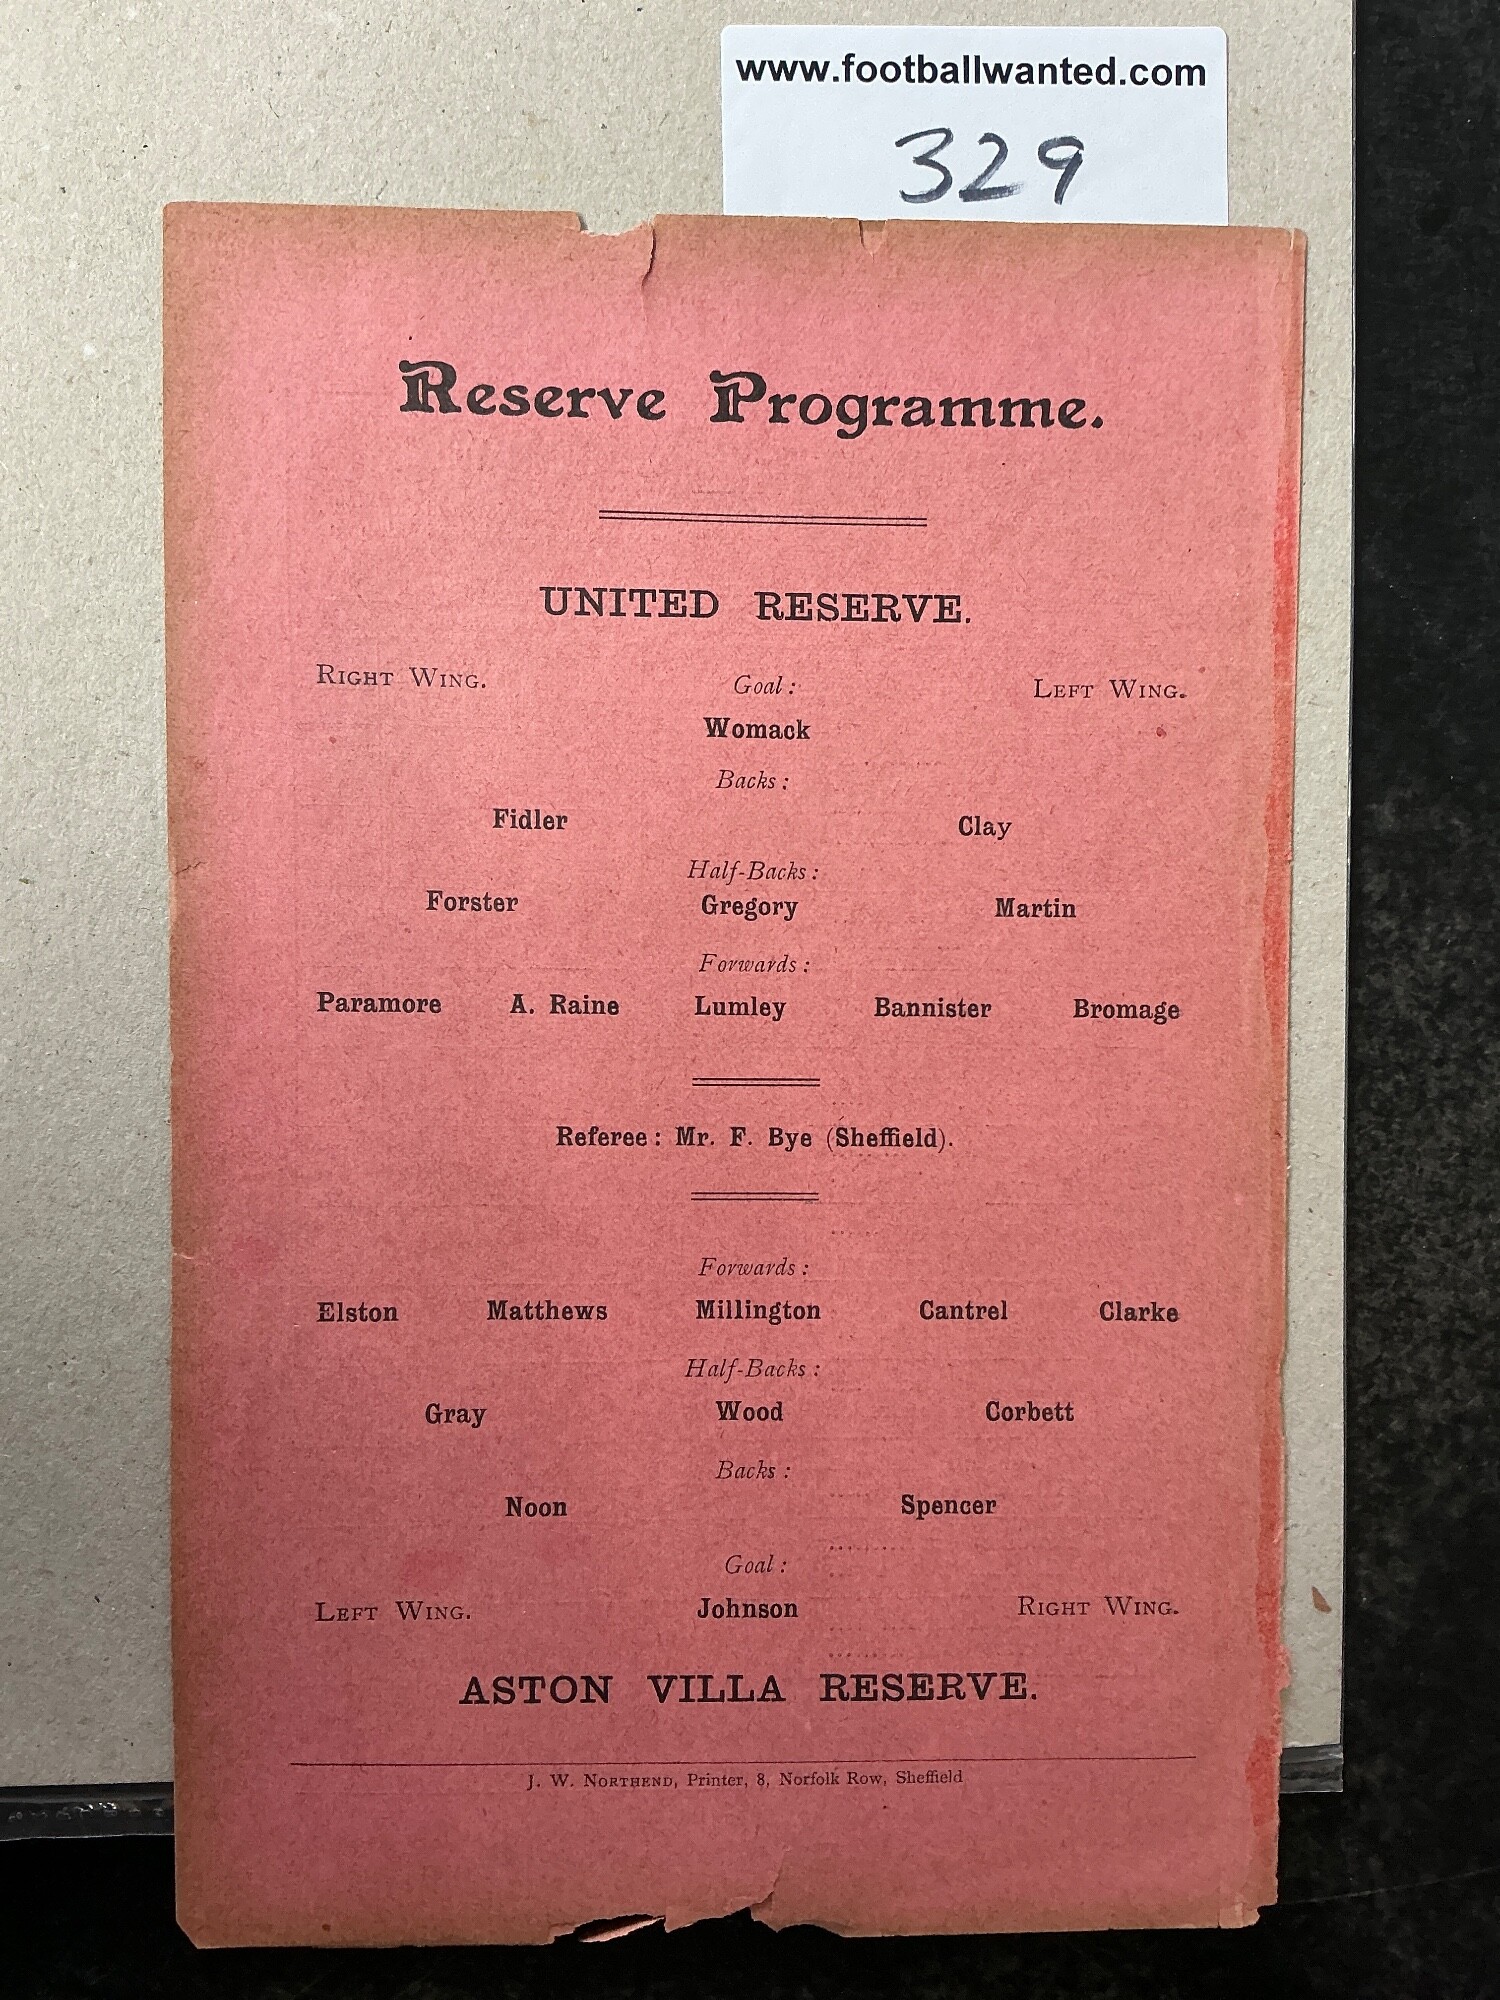 www.footballwanted.com
329
Reserve Programme.
UNITED RESERVE.
RIGHT WING. Goal: LEFT WING.
Womack
Backs:
Fidler Clay
Half-Backs:
Forster Gregory Martin
Forwards:
Paramore A. Raine Lumley Bannister Bromage
Referee: Mr. F. Bye (Sheffield).
Forwards:
Elston Matthews Millington Cantrel Clarke
Half-Backs:
Gray Wood Corbett
Backs:
Noon Spencer
Goal:
LEFT WING. Johnson RIGHT WING.
ASTON VILLA RESERVE.
J. W. NORTHEND, Printer, 8, Norfolk Row, Sheffield